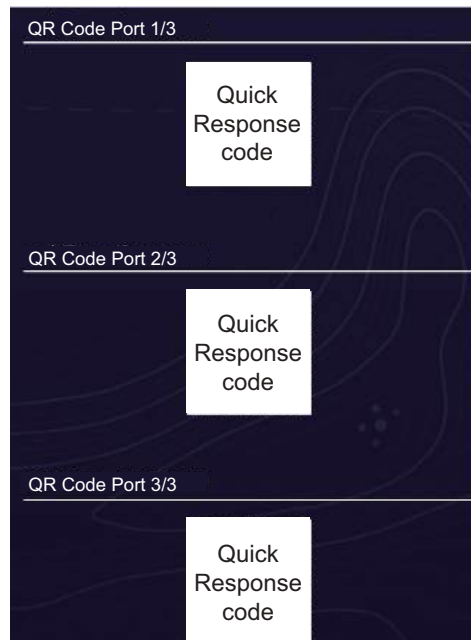 QR Code Port 1/3
Quick
Response
code
QR Code Port 2/3
Quick
Response
code
QR Code Port 3/3
Quick
Response
code